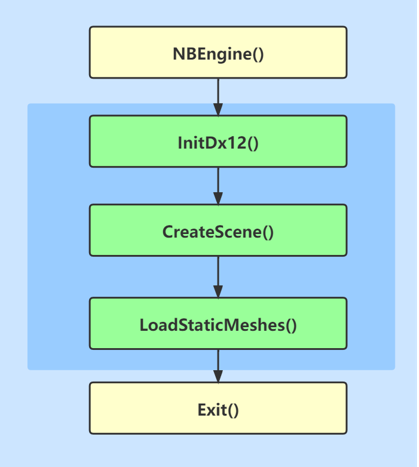 NBEngine()
InitDx12()
CreateScene()
LoadStaticMeshes()
Exit()